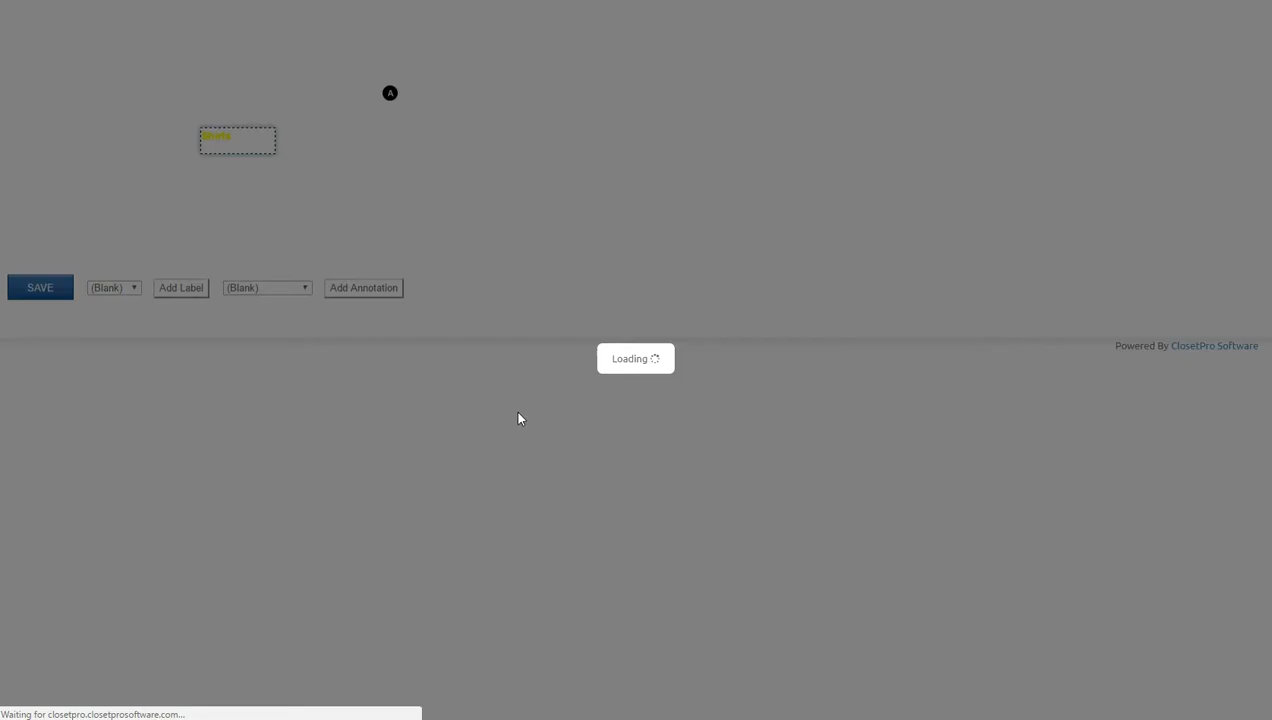 A
SAVE (Blank) Add Label (Blank) Add Annotation
Powered By ClosetPro Software
Loading
Waiting for closetpro.closetprosoftware.com...